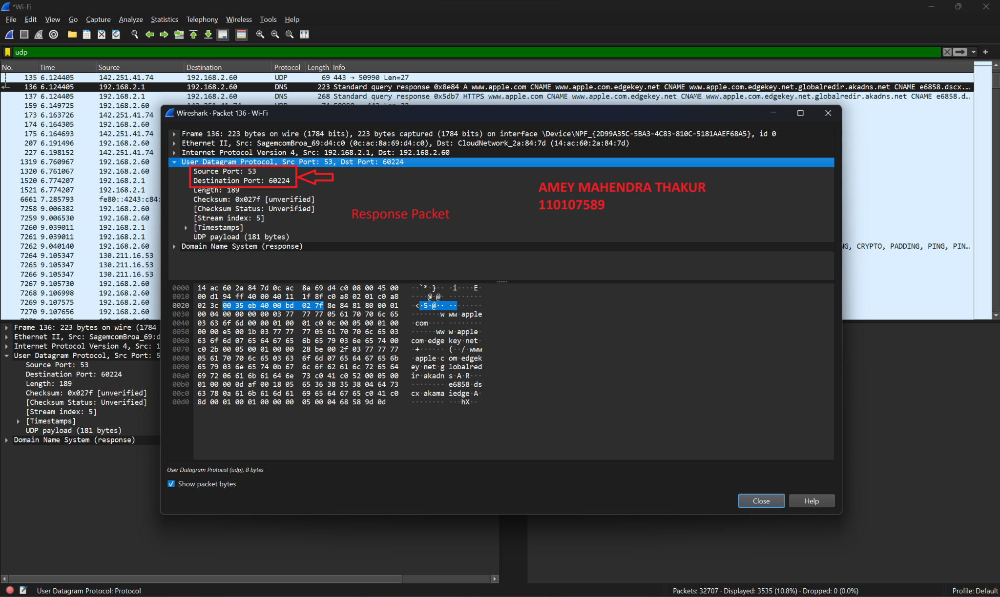 *Wi-Fi
File Edit View Go Capture Analyze Statistics Telephony Wireless Tools Help
udp
No. Time Source Destination Protocol Length Info
135 6.124405 142.251.41.74 192.168.2.60 UDP 69 443 → 50990 Len=27
136 6.124405 192.168.2.1 192.168.2.60 DNS 223 Standard query response 0x8e84 A www.apple.com CNAME www.apple.com.edgekey.net CNAME www.apple.com.edgekey.net.globalredir.akadns.net CNAME e6858.dscx.…
137 6.124405 192.168.2.1 192.168.2.60 DNS 268 Standard query response 0x5db7 HTTPS www.apple.com CNAME www.apple.com.edgekey.net CNAME www.apple.com.edgekey.net.globalredir.akadns.net CNAME e6858.d…
159 6.149725 192.168.2.60
173 6.163726 142.251.41.74
174 6.164305 192.168.2.60
175 6.164693 142.251.41.74
207 6.191496 192.168.2.60
227 6.198152 142.251.41.74
1319 6.760967 192.168.2.60
1320 6.761067 192.168.2.60
1520 6.774207 192.168.2.1
1521 6.774207 192.168.2.1
6661 7.285793 fe80::4243:c84:
7258 9.006382 192.168.2.60
7259 9.006530 192.168.2.60
7260 9.039011 192.168.2.1
7261 9.039011 192.168.2.1
7262 9.040140 192.168.2.60 NG, CRYPTO, PADDING, PING, PIN…
7264 9.105347 130.211.16.53
7265 9.105347 130.211.16.53
7266 9.105347 130.211.16.53
7267 9.105730 192.168.2.60
7268 9.106998 192.168.2.60
7269 9.107575 192.168.2.60
7270 9.107656 192.168.2.60
Wireshark · Packet 136 · Wi-Fi
Frame 136: 223 bytes on wire (1784 bits), 223 bytes captured (1784 bits) on interface \Device\NPF_{2D99A35C-5BA3-4C83-810C-5181AAEF68A5}, id 0
Ethernet II, Src: SagemcomBroa_69:d4:c0 (0c:ac:8a:69:d4:c0), Dst: CloudNetwork_2a:84:7d (14:ac:60:2a:84:7d)
Internet Protocol Version 4, Src: 192.168.2.1, Dst: 192.168.2.60
User Datagram Protocol, Src Port: 53, Dst Port: 60224
Source Port: 53
Destination Port: 60224
Length: 189
Checksum: 0x027f [unverified]
[Checksum Status: Unverified]
[Stream index: 5]
[Timestamps]
UDP payload (181 bytes)
Domain Name System (response)
AMEY MAHENDRA THAKUR
110107589
Response Packet
0000 14 ac 60 2a 84 7d 0c ac 8a 69 d4 c0 08 00 45 00 ··`*·}·· ·i····E·
0010 00 d1 94 ff 40 00 40 11 1f 8f c0 a8 02 01 c0 a8 ····@·@· ········
0020 02 3c 00 35 eb 40 00 bd 02 7f 8e 84 81 80 00 01 ·<·5·@·· ········
0030 00 04 00 00 00 00 03 77 77 77 05 61 70 70 6c 65 ·······w ww·apple
0040 03 63 6f 6d 00 00 01 00 01 c0 0c 00 05 00 01 00 ·com···· ········
0050 00 00 e5 00 1b 03 77 77 77 05 61 70 70 6c 65 03 ······ww w·apple·
0060 63 6f 6d 07 65 64 67 65 6b 65 79 03 6e 65 74 00 com·edge key·net·
0070 c0 2b 00 05 00 01 00 00 28 be 00 2f 03 77 77 77 ·+······ (··/·www
0080 05 61 70 70 6c 65 03 63 6f 6d 07 65 64 67 65 6b ·apple·c om·edgek
0090 65 79 03 6e 65 74 0b 67 6c 6f 62 61 6c 72 65 64 ey·net·g lobalred
00a0 69 72 06 61 6b 61 64 6e 73 c0 41 c0 52 00 05 00 ir·akadn s·A·R···
00b0 01 00 00 0d af 00 18 05 65 36 38 35 38 04 64 73 ········ e6858·ds
00c0 63 78 0a 61 6b 61 6d 61 69 65 64 67 65 c0 41 c0 cx·akama iedge·A·
00d0 8d 00 01 00 01 00 00 00 05 00 04 68 58 9d 0d ········ ···hX··
User Datagram Protocol (udp), 8 bytes
Show packet bytes
Close Help
Frame 136: 223 bytes on wire (1784
Ethernet II, Src: SagemcomBroa_69:d
Internet Protocol Version 4, Src: 1
User Datagram Protocol, Src Port: 5
Source Port: 53
Destination Port: 60224
Length: 189
Checksum: 0x027f [unverified]
[Checksum Status: Unverified]
[Stream index: 5]
[Timestamps]
UDP payload (181 bytes)
Domain Name System (response)
User Datagram Protocol: Protocol
Packets: 32707 · Displayed: 3535 (10.8%) · Dropped: 0 (0.0%)
Profile: Default